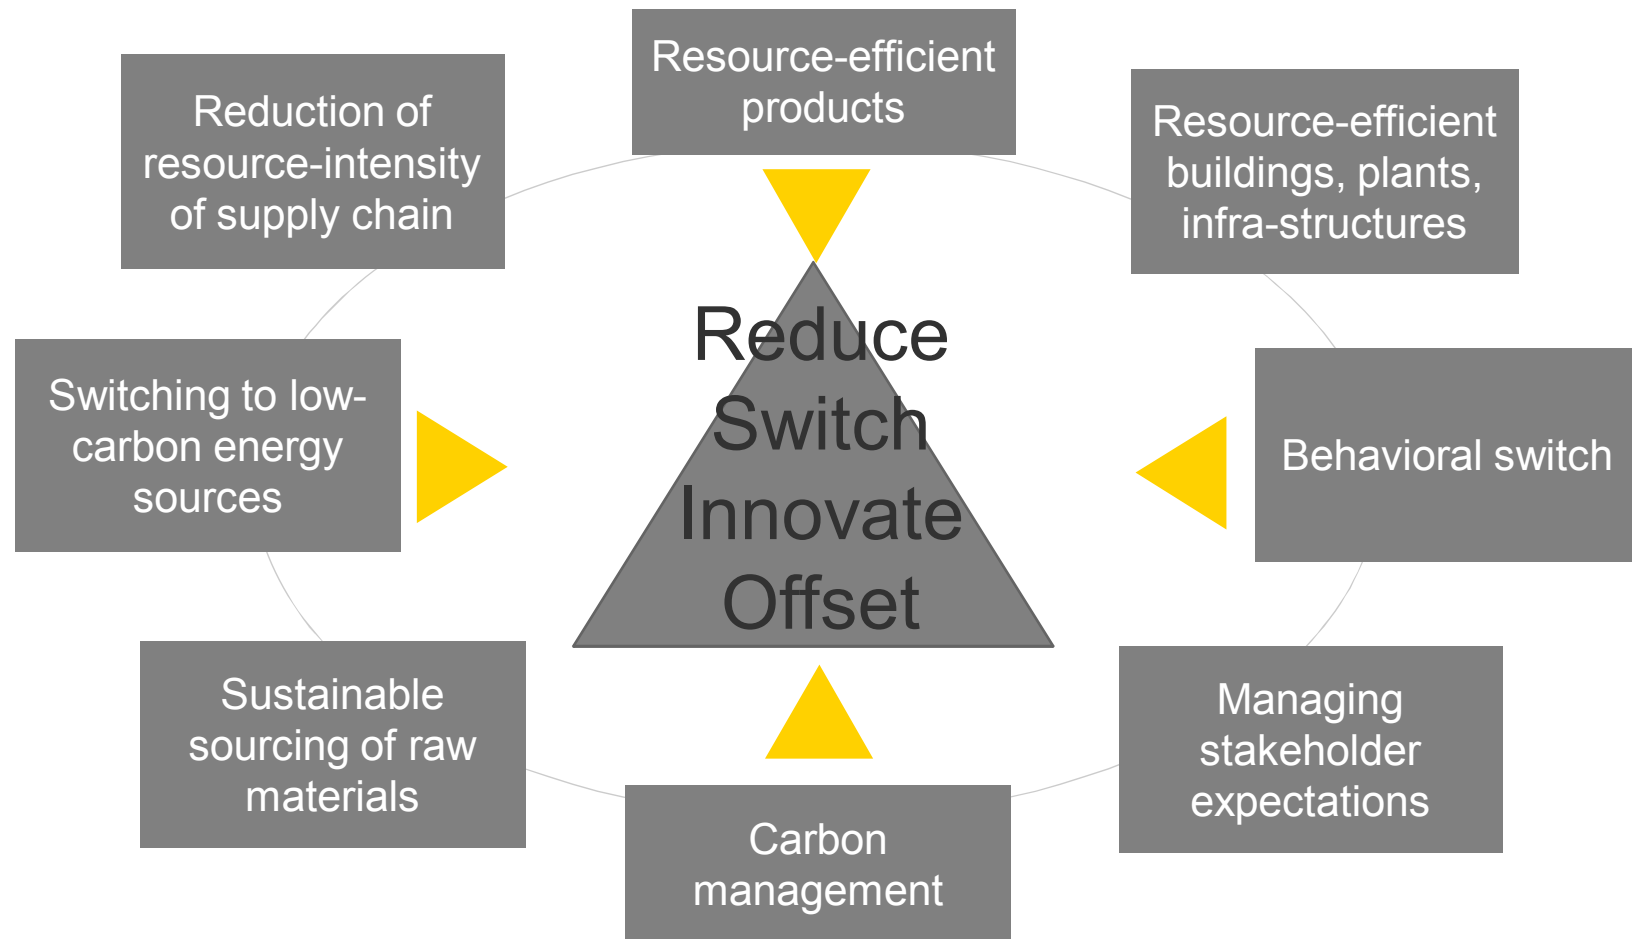 Resource-efficient
products
Reduction of
resource-intensity
of supply chain
Resource-efficient
buildings, plants,
infra-structures
Switching to low-
carbon energy
sources
Reduce
Switch
Innovate
Offset
Behavioral switch
Sustainable
sourcing of raw
materials
Managing
stakeholder
expectations
Carbon
management